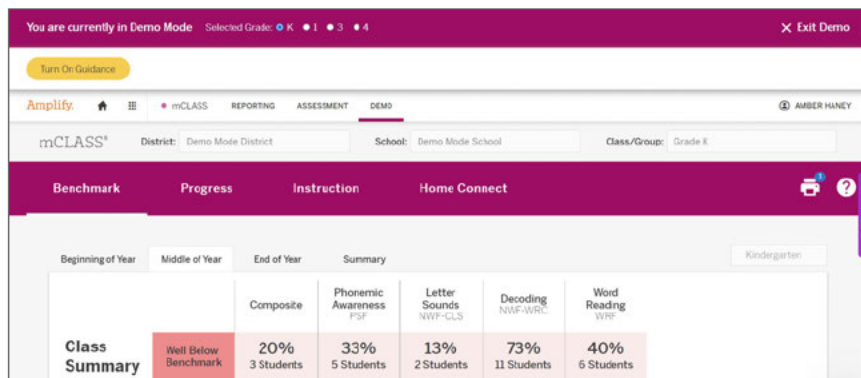 You are currently in Demo Mode Selected Grade: K 1 3 4 Exit Demo
Turn On Guidance
Amplify. mCLASS REPORTING ASSESSMENT DEMO AMBER HANEY
mCLASS® District: Demo Mode District School: Demo Mode School Class/Group: Grade K
Benchmark Progress Instruction Home Connect 1 ?
Beginning of Year Middle of Year End of Year Summary Kindergarten
Composite Phonemic Awareness PSF Letter Sounds NWF-CLS Decoding NWF-WRC Word Reading WRF
Class Summary Well Below Benchmark 20% 33% 13% 73% 40%
3 Students 5 Students 2 Students 11 Students 6 Students